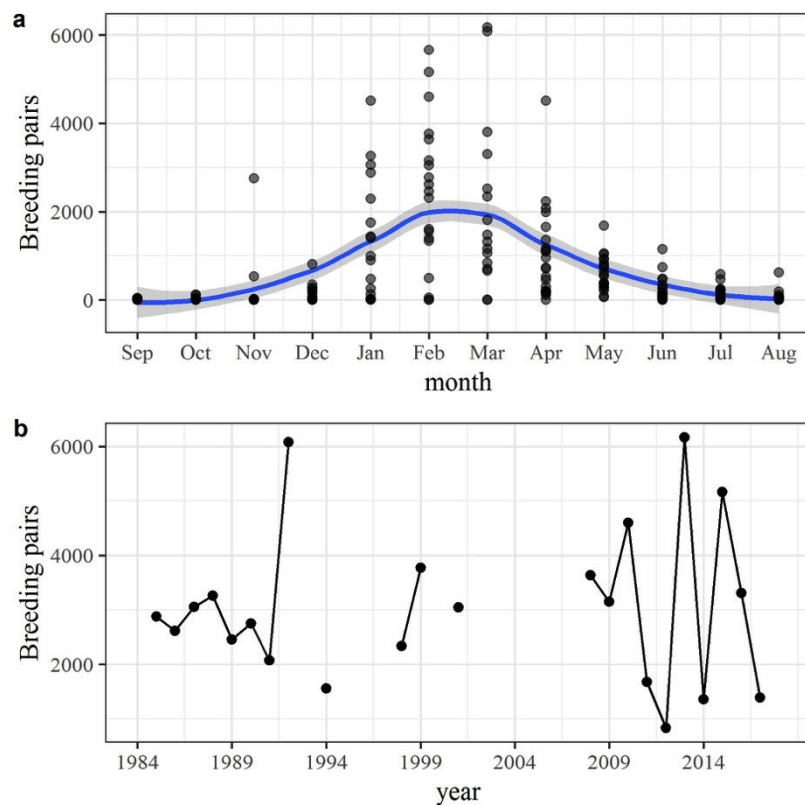 a
6000
4000
2000
0
Breeding pairs
Sep Oct Nov Dec Jan Feb Mar Apr May Jun Jul Aug
month
b
6000
4000
2000
Breeding pairs
1984 1989 1994 1999 2004 2009 2014
year